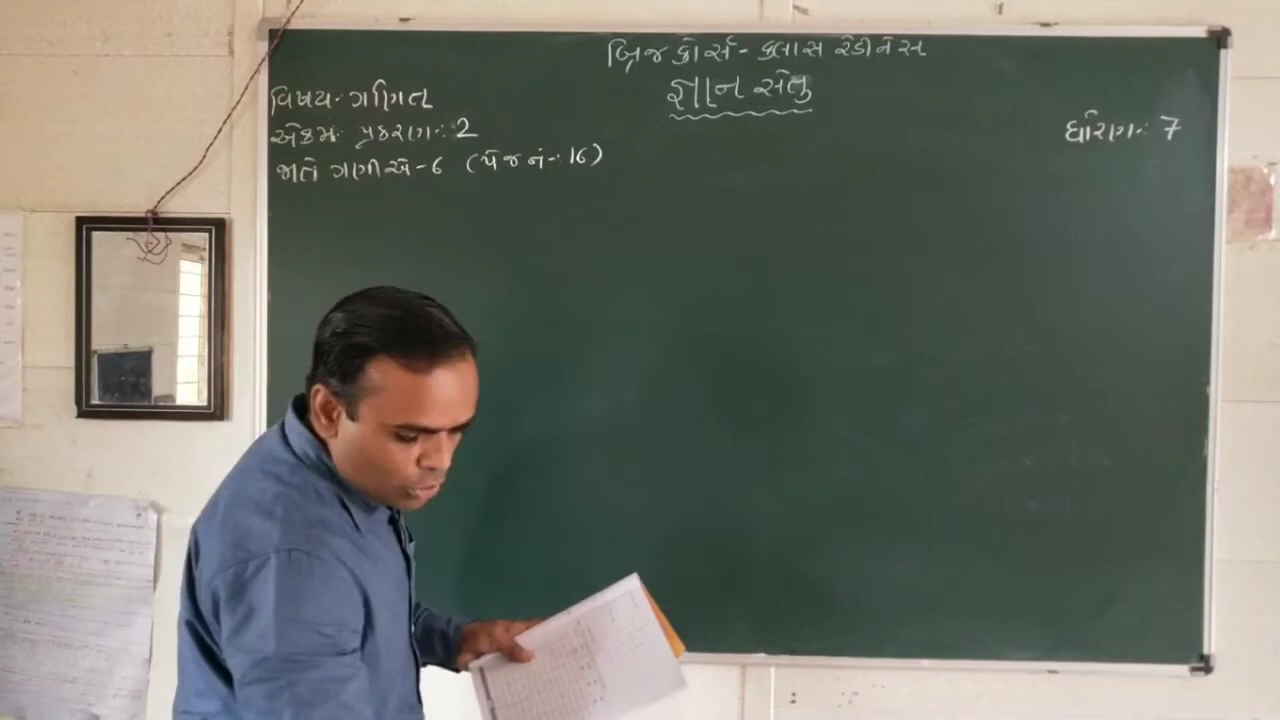 બ્રિજ કોર્સ - ક્લાસ રેડીનેસ
જ્ઞાન સેતુ
વિષય:- ગણિત
એકમ: પ્રકરણ:- 2
ધોરણ:- 7
જાતે ગણીએ - 6 (પેજ નં:- 16)